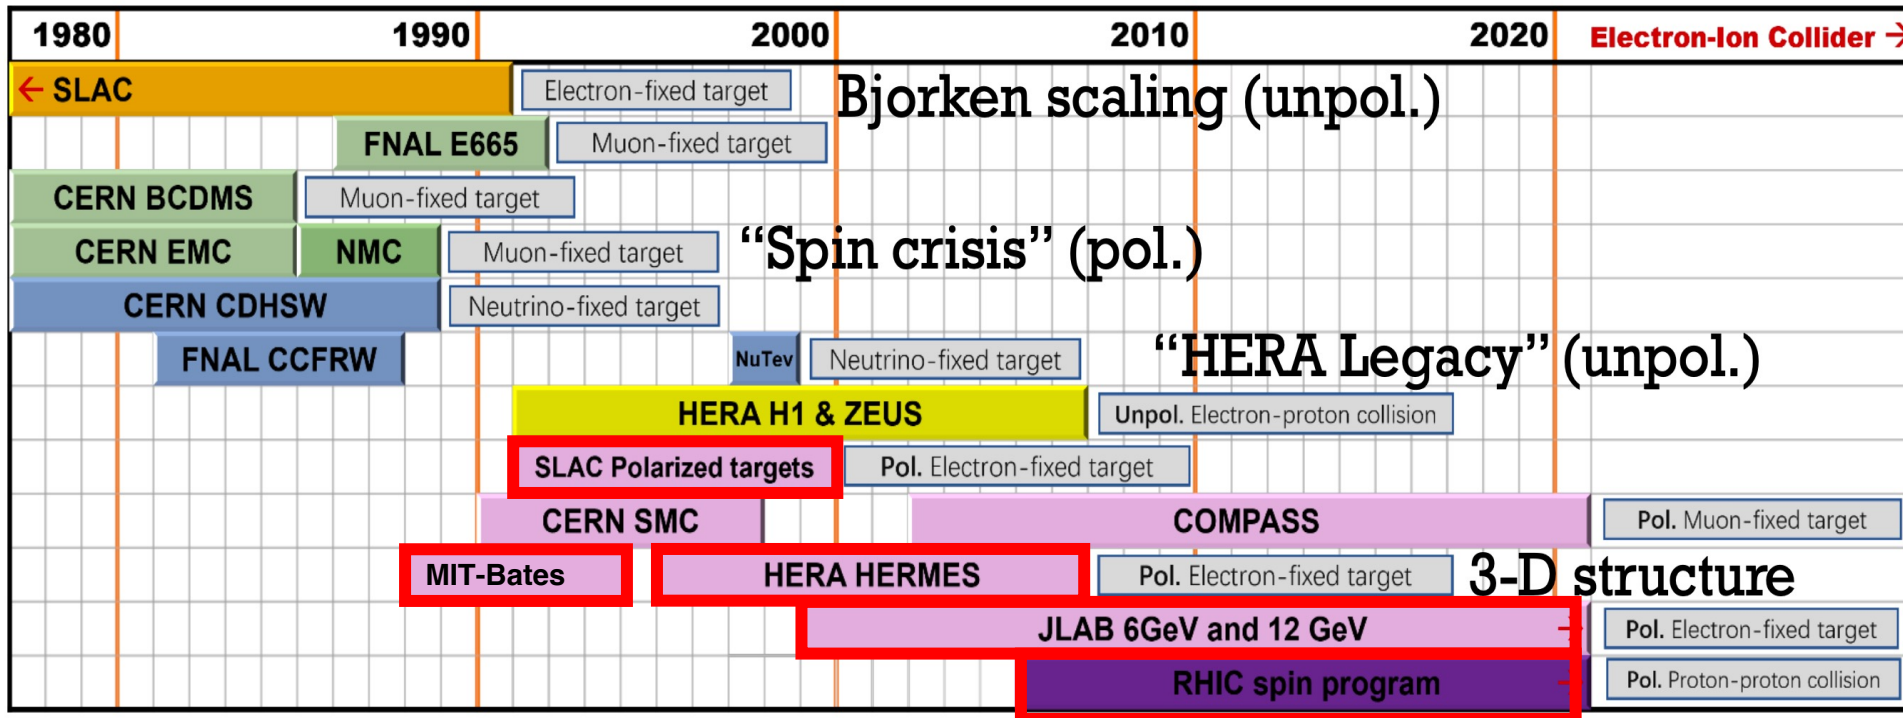 1980 1990 2000 2010 2020 Electron-Ion Collider →
← SLAC Electron-fixed target Bjorken scaling (unpol.)
FNAL E665 Muon-fixed target
CERN BCDMS Muon-fixed target
CERN EMC NMC Muon-fixed target “Spin crisis” (pol.)
CERN CDHSW Neutrino-fixed target
FNAL CCFRW NuTev Neutrino-fixed target “HERA Legacy” (unpol.)
HERA H1 & ZEUS Unpol. Electron-proton collision
SLAC Polarized targets Pol. Electron-fixed target
CERN SMC COMPASS Pol. Muon-fixed target
MIT-Bates HERA HERMES Pol. Electron-fixed target 3-D structure
JLAB 6GeV and 12 GeV → Pol. Electron-fixed target
RHIC spin program → Pol. Proton-proton collision